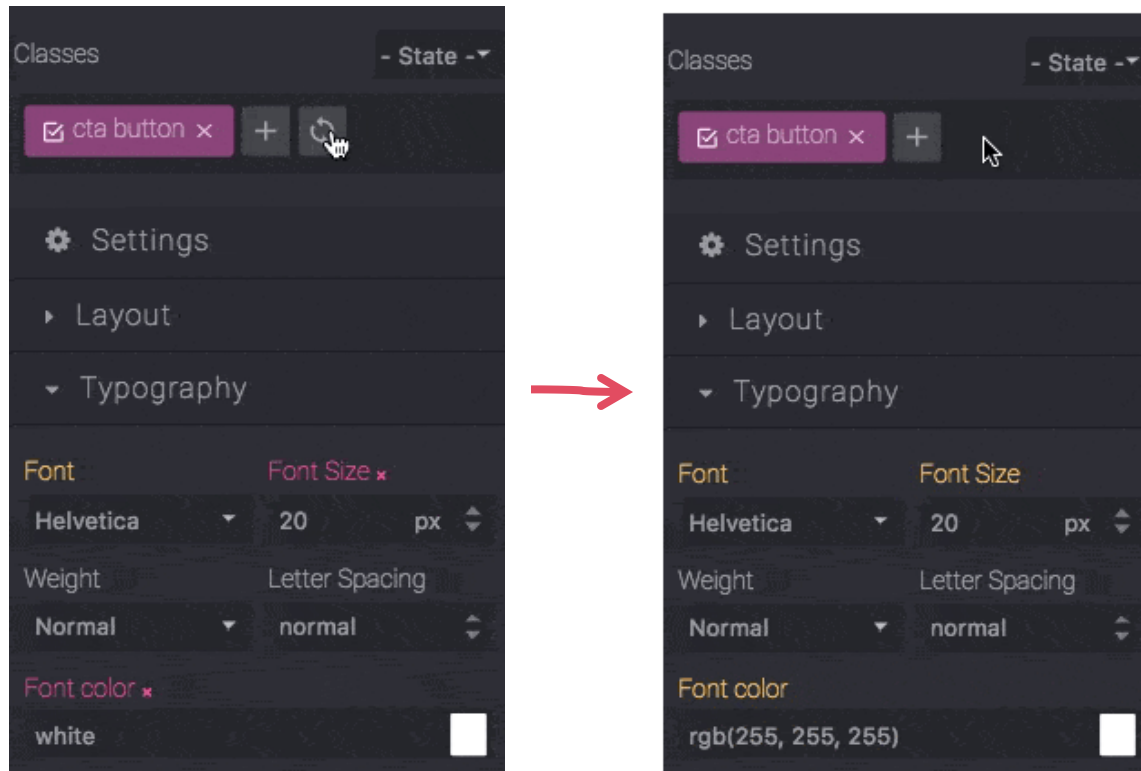 Classes
- State -
cta button × +
Settings
Layout
Typography
Font Font Size ×
Helvetica 20 px
Weight Letter Spacing
Normal normal
Font color ×
white
Classes
- State -
cta button × +
Settings
Layout
Typography
Font Font Size
Helvetica 20 px
Weight Letter Spacing
Normal normal
Font color
rgb(255, 255, 255)